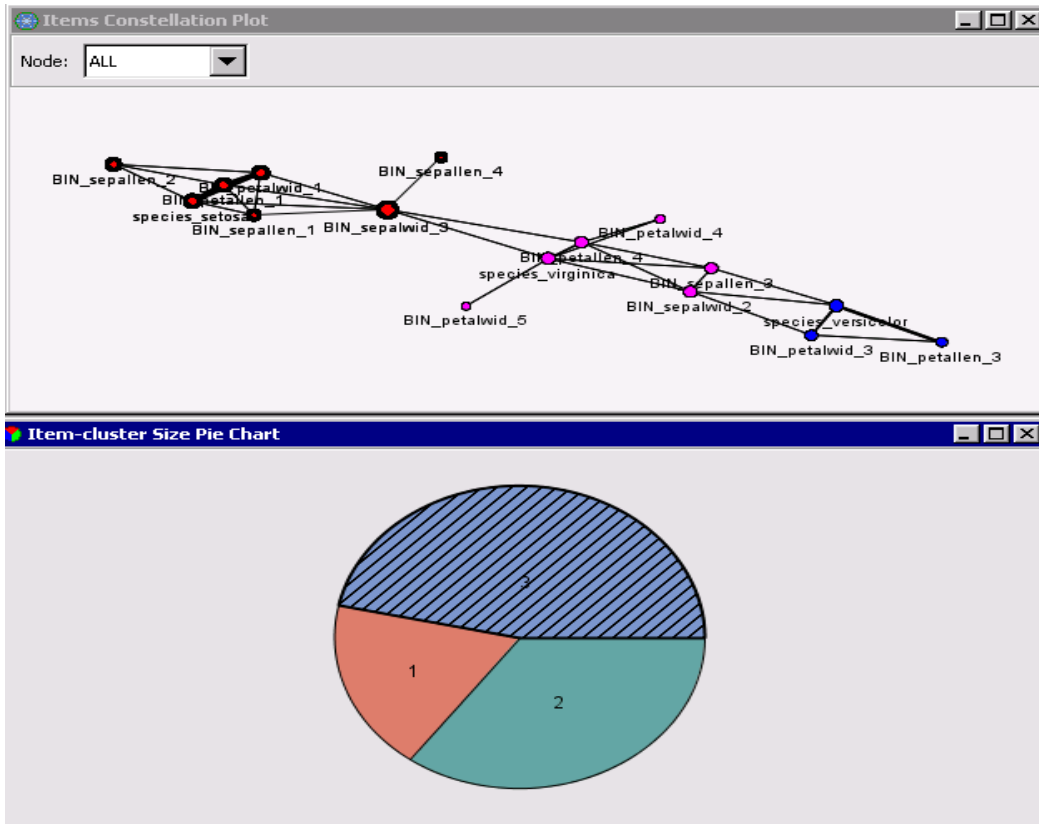 Items Constellation Plot
Node: ALL
BIN_sepallen_4
BIN_sepallen_2
BIN_petalwid_1
BIN_petallen_1
species_setosa
BIN_sepallen_1
BIN_sepalwid_3
BIN_petalwid_4
BIN_petallen_4
species_virginica
BIN_sepallen_3
BIN_sepalwid_2
BIN_petalwid_5
species_versicolor
BIN_petalwid_3
BIN_petallen_3
Item-cluster Size Pie Chart
3
1
2